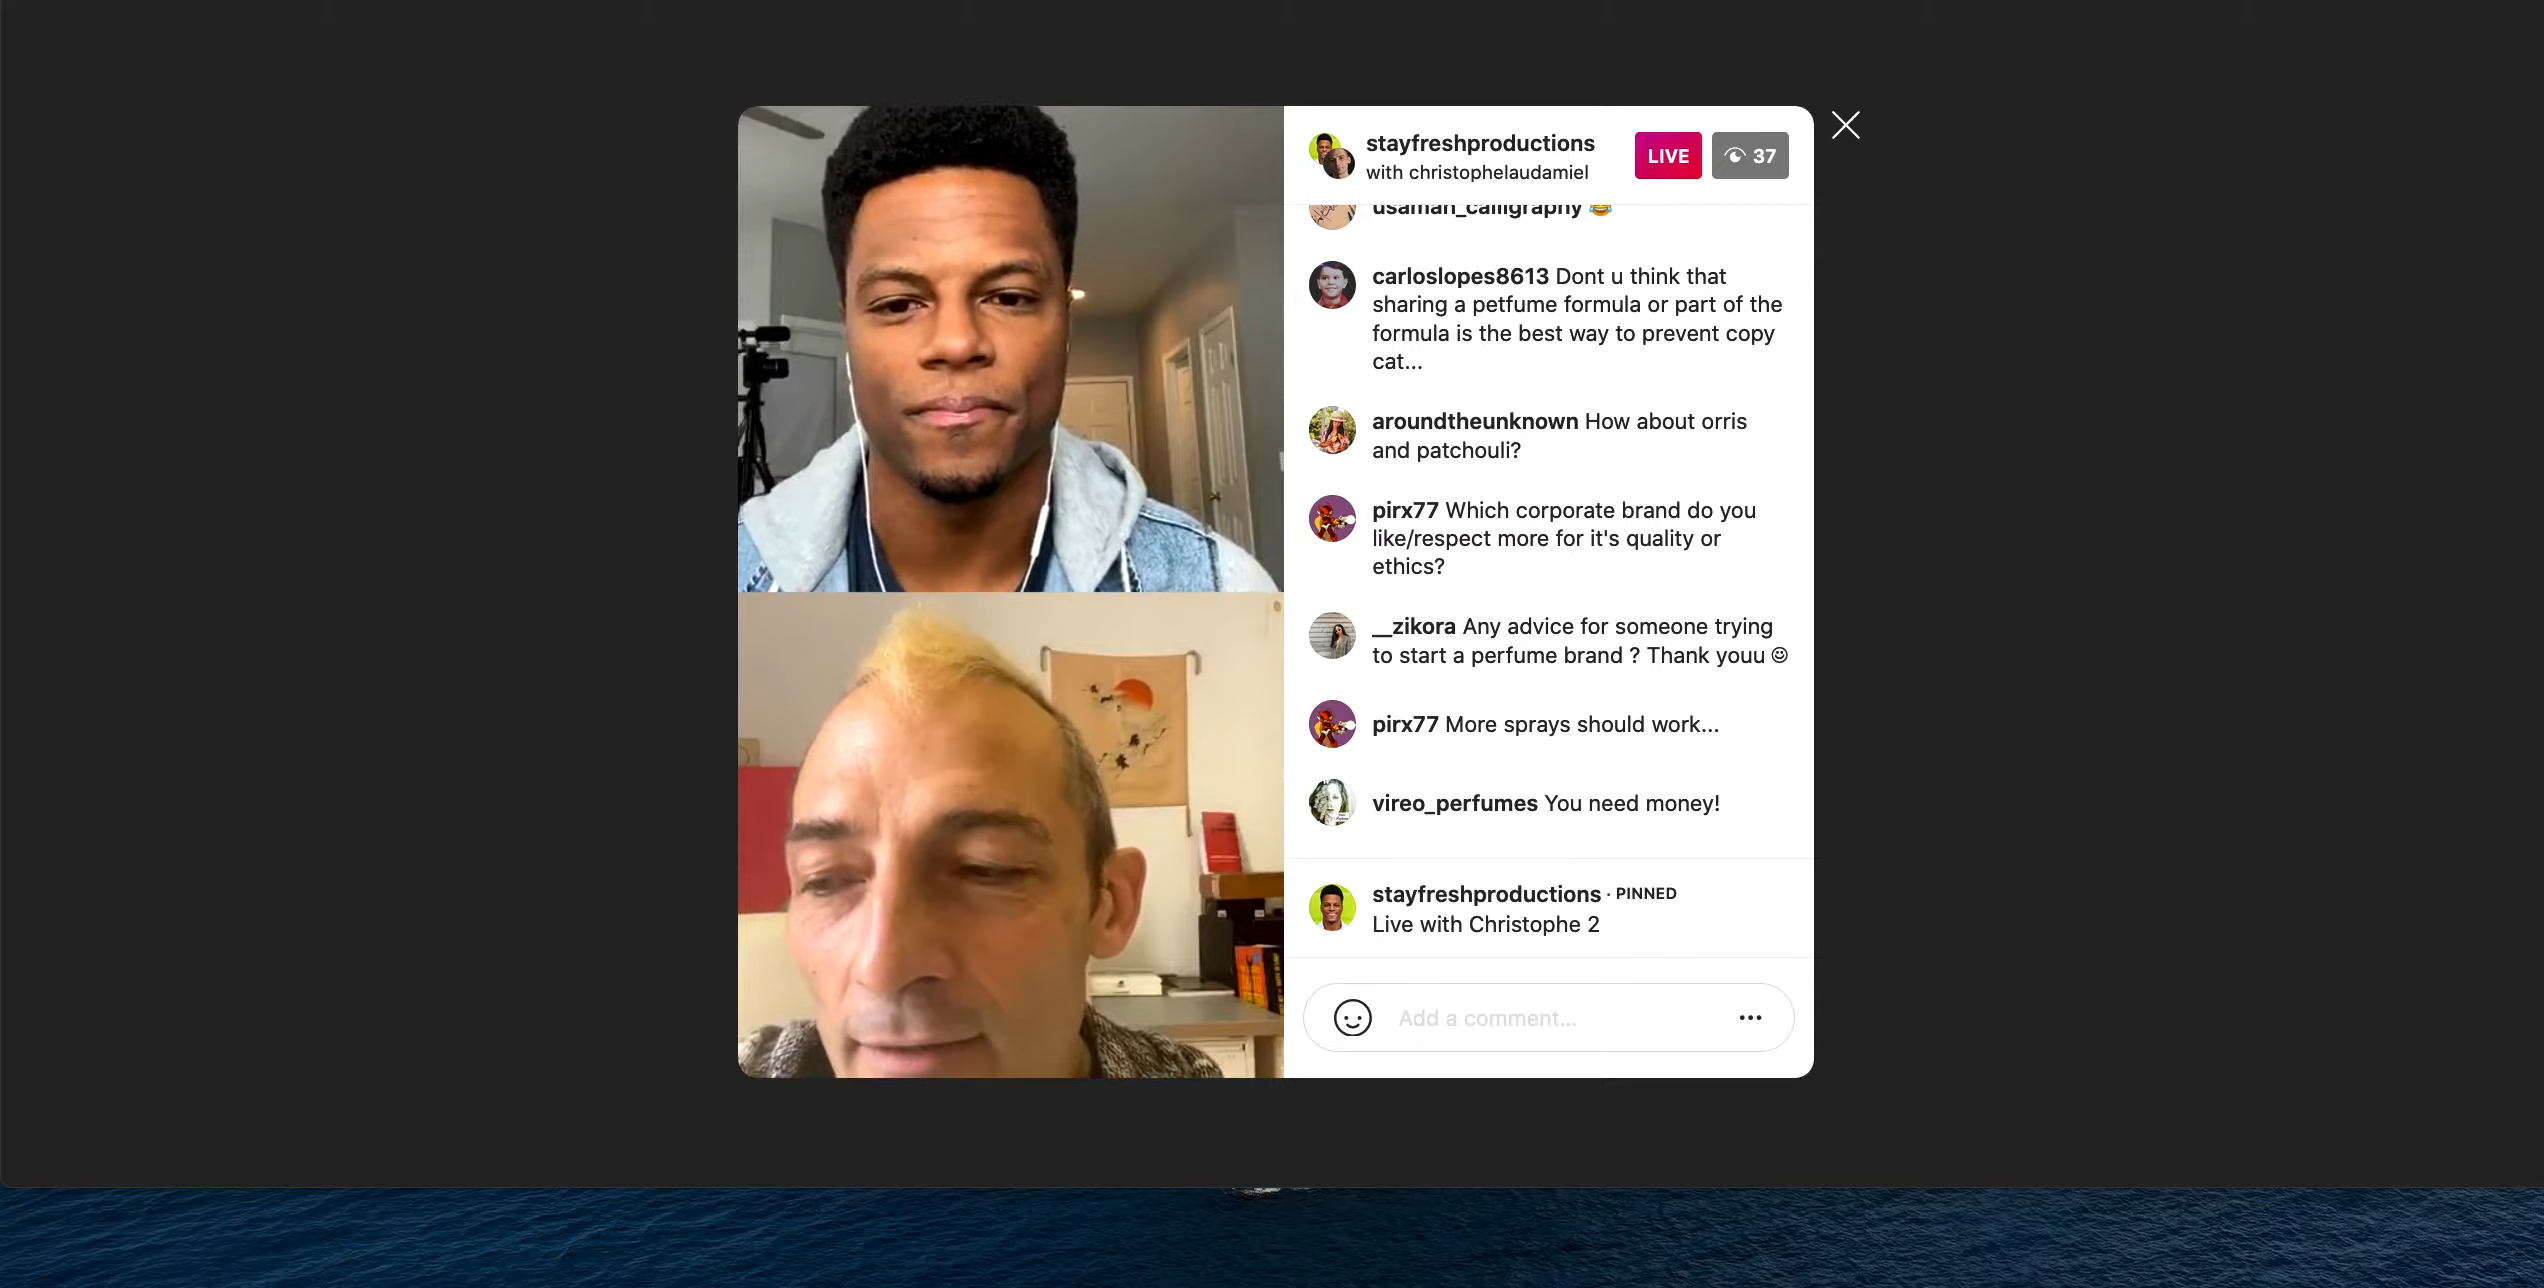 stayfreshproductions
with christophelaudamiel
LIVE
37
usamah_calligraphy 😂
carloslopes8613 Dont u think that
sharing a petfume formula or part of the
formula is the best way to prevent copy
cat...
aroundtheunknown How about orris
and patchouli?
pirx77 Which corporate brand do you
like/respect more for it's quality or
ethics?
__zikora Any advice for someone trying
to start a perfume brand ? Thank youu ☺
pirx77 More sprays should work...
vireo_perfumes You need money!
stayfreshproductions · PINNED
Live with Christophe 2
Add a comment...